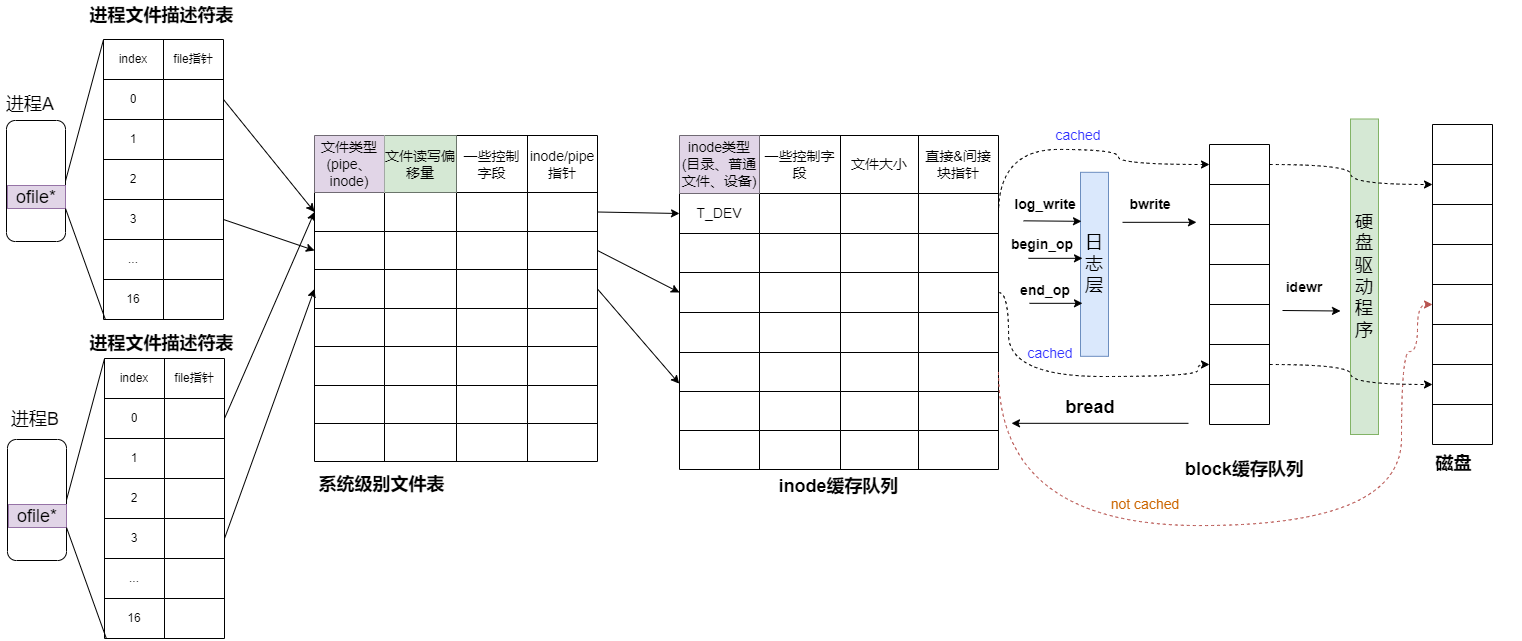 进程文件描述符表
进程A
ofile*
index
file指针
0
1
2
3
...
16
进程文件描述符表
进程B
ofile*
index
file指针
0
1
2
3
...
16
文件类型
(pipe、
inode)
文件读写偏
移量
一些控制
字段
inode/pipe
指针
系统级别文件表
inode类型
(目录、普通
文件、设备)
一些控制字
段
文件大小
直接&间接
块指针
T_DEV
inode缓存队列
cached
log_write
begin_op
end_op
日
志
层
bwrite
cached
bread
not cached
block缓存队列
idewr
硬
盘
驱
动
程
序
磁盘